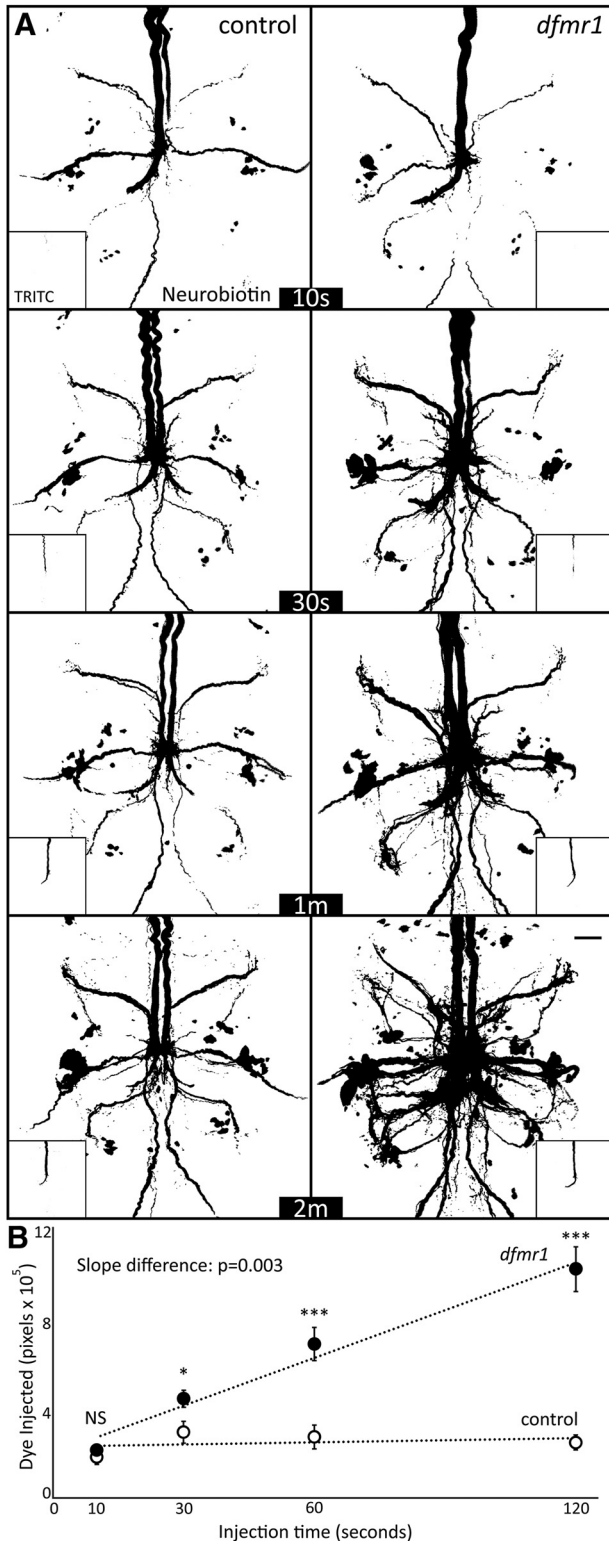 A
control
dfmr1
TRITC
Neurobiotin
10s
30s
1m
2m
B
12
8
4
0
Dye Injected (pixels x 10⁵)
Slope difference: p=0.003
dfmr1
***
***
*
NS
control
0 10 30 60 120
Injection time (seconds)